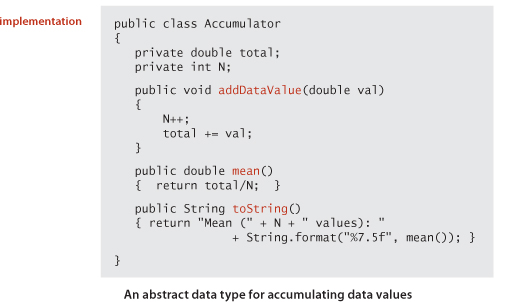 implementation
public class Accumulator
{
private double total;
private int N;
public void addDataValue(double val)
{
N++;
total += val;
}
public double mean()
{ return total/N; }
public String toString()
{ return "Mean (" + N + " values): "
+ String.format("%7.5f", mean()); }
}
An abstract data type for accumulating data values